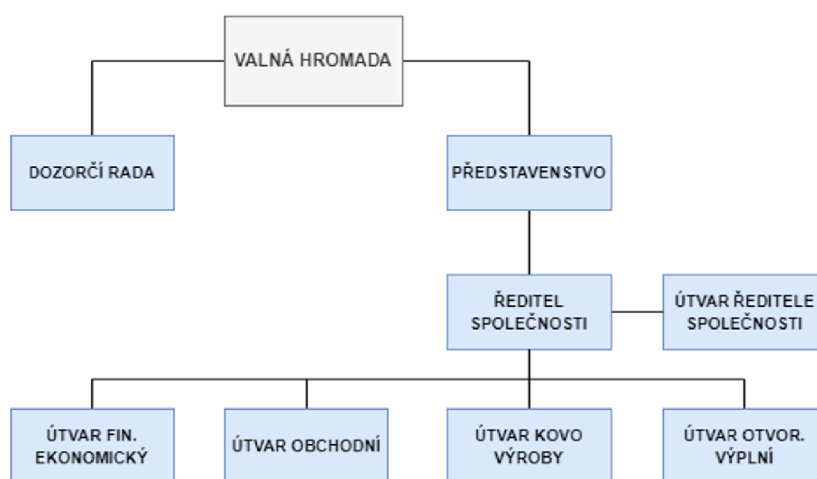 VALNÁ HROMADA
DOZORČÍ RADA
PŘEDSTAVENSTVO
ŘEDITEL
SPOLEČNOSTI
ÚTVAR ŘEDITELE
SPOLEČNOSTI
ÚTVAR FIN.
EKONOMICKÝ
ÚTVAR OBCHODNÍ
ÚTVAR KOVO
VÝROBY
ÚTVAR OTVOR.
VÝPLNÍ